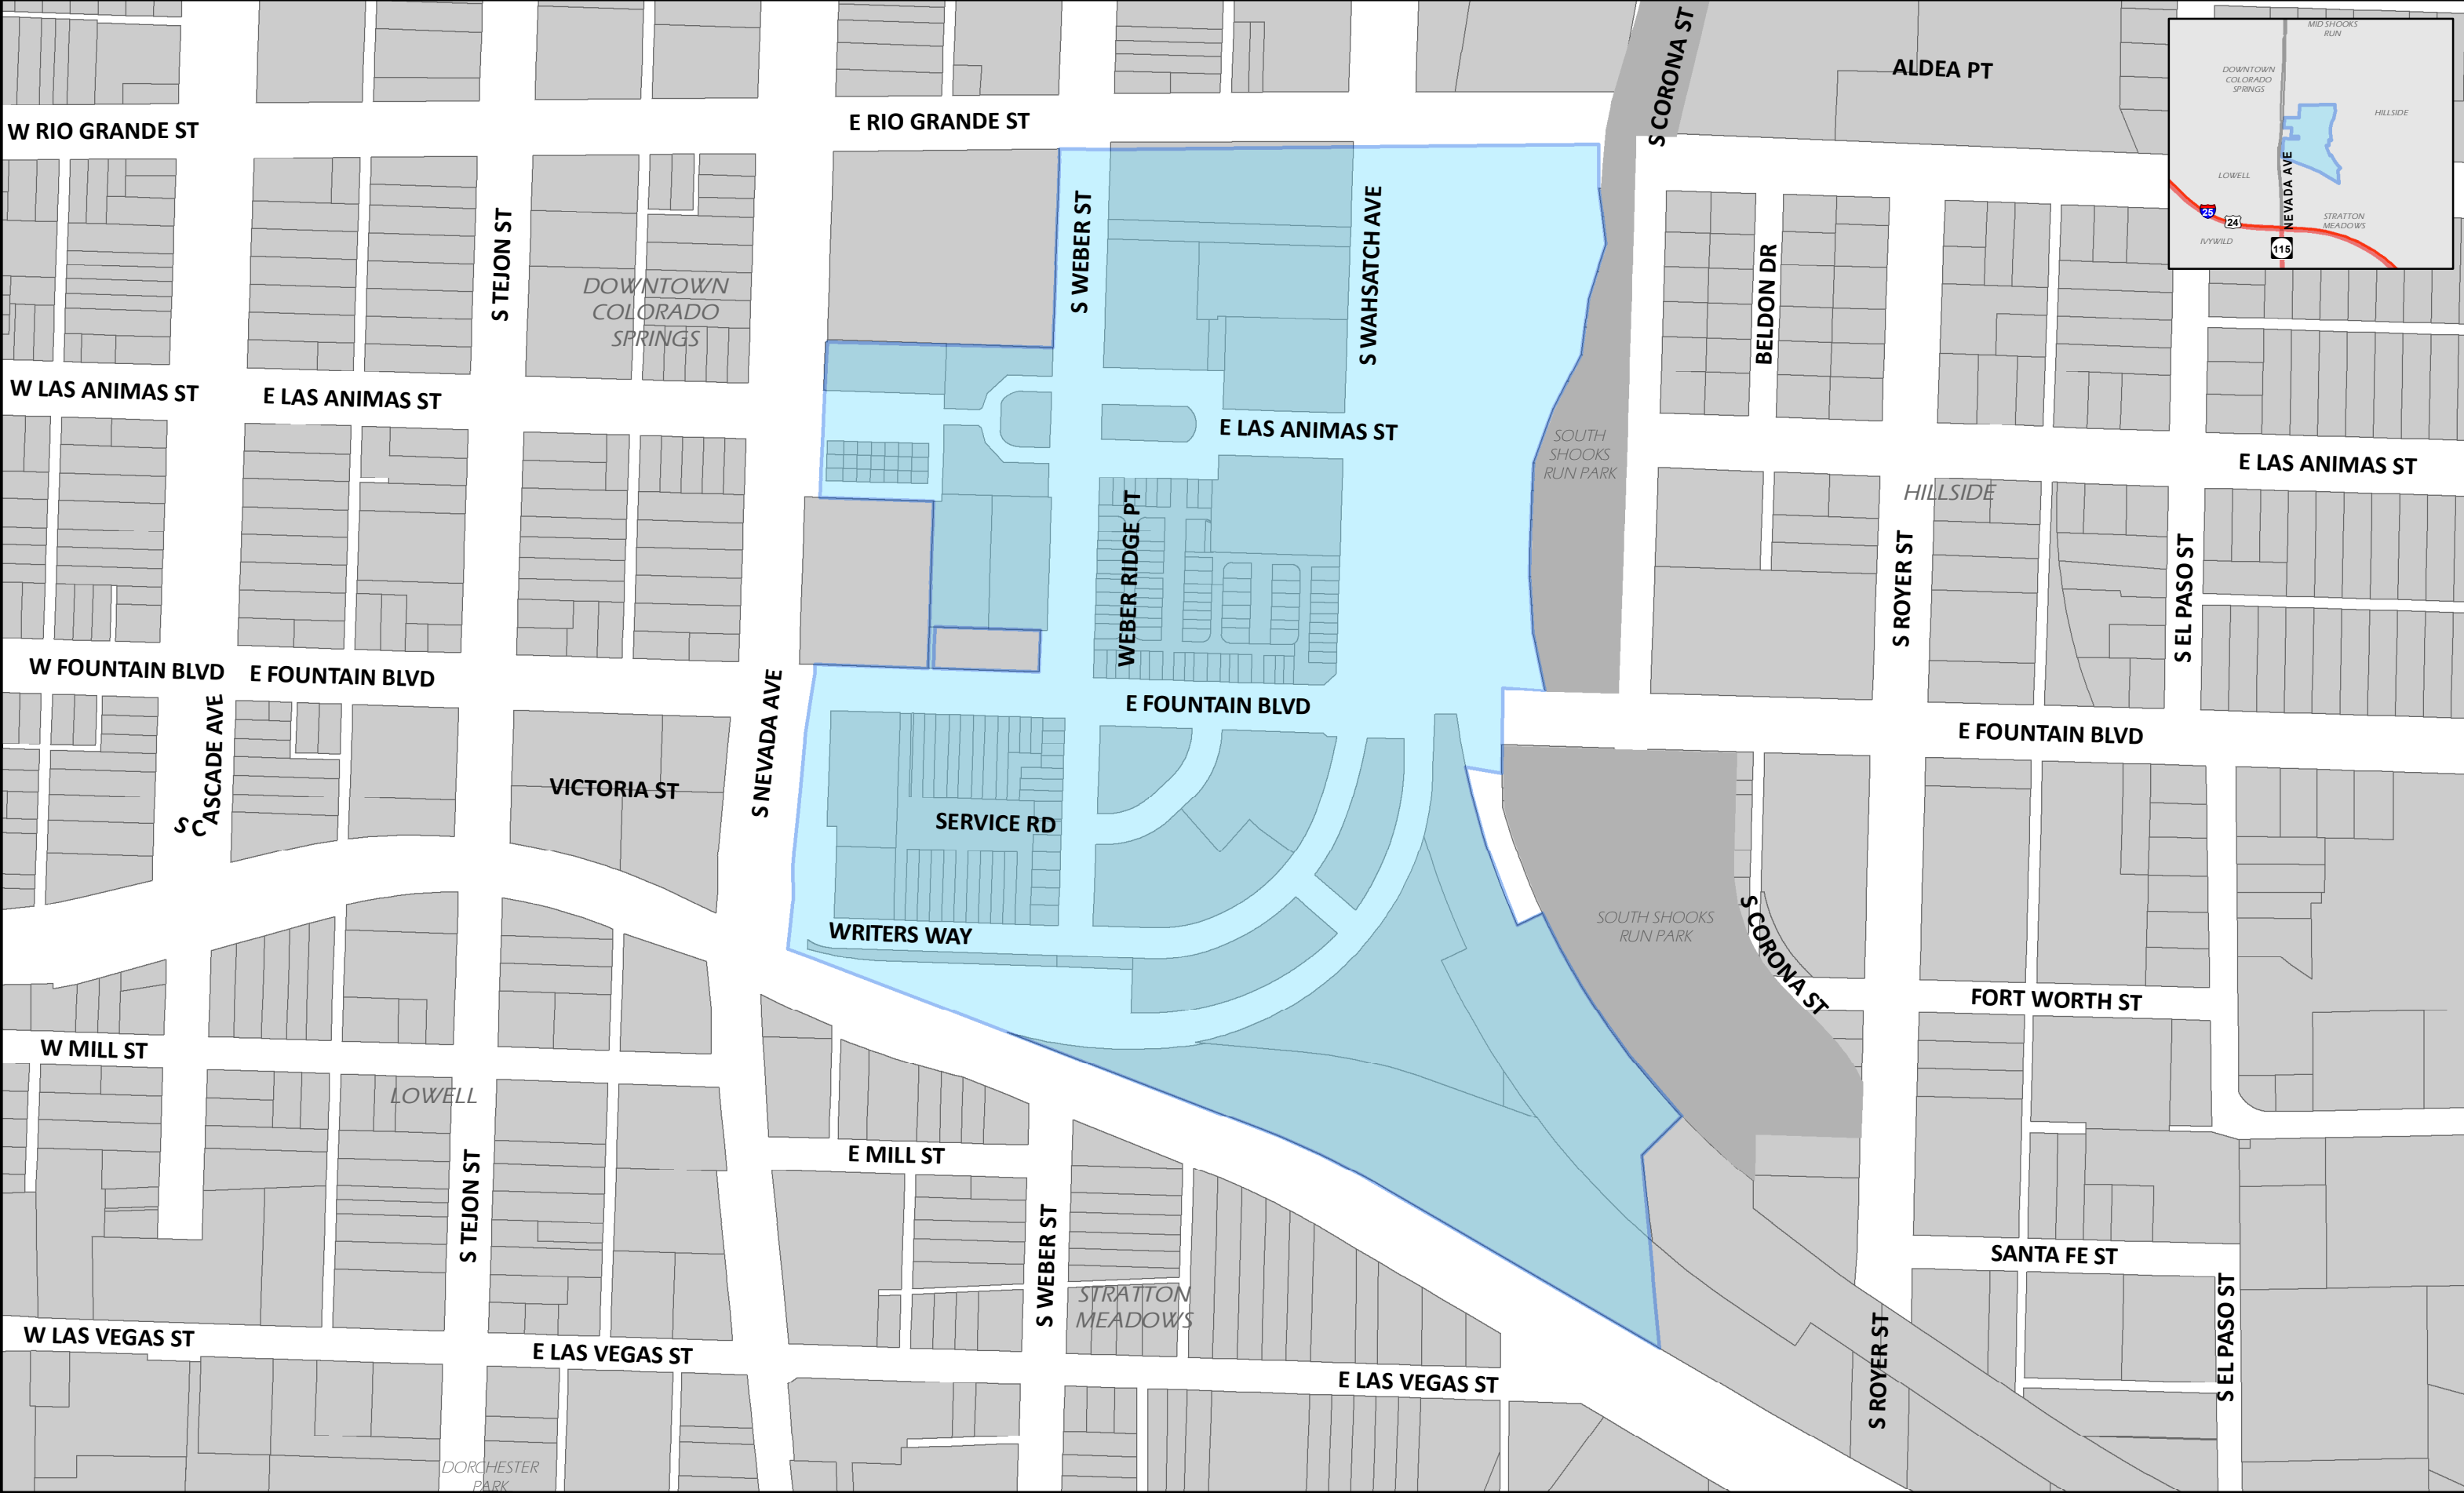 S CORONA ST
ALDEA PT
MID SHOOKS
RUN
DOWNTOWN
COLORADO
SPRINGS
HILLSIDE
LOWELL
NEVADA AVE
25
24
STRATTON
MEADOWS
IVYWILD
115
W RIO GRANDE ST
E RIO GRANDE ST
S TEJON ST
S WEBER ST
S WAHSATCH AVE
BELDON DR
DOWNTOWN
COLORADO
SPRINGS
W LAS ANIMAS ST
E LAS ANIMAS ST
E LAS ANIMAS ST
SOUTH
SHOOKS
RUN PARK
E LAS ANIMAS ST
HILLSIDE
WEBER RIDGE PT
S ROYER ST
S EL PASO ST
W FOUNTAIN BLVD
E FOUNTAIN BLVD
S CASCADE AVE
S NEVADA AVE
E FOUNTAIN BLVD
E FOUNTAIN BLVD
VICTORIA ST
SERVICE RD
WRITERS WAY
SOUTH SHOOKS
RUN PARK
S CORONA ST
FORT WORTH ST
W MILL ST
LOWELL
E MILL ST
S TEJON ST
S WEBER ST
STRATTON
MEADOWS
SANTA FE ST
W LAS VEGAS ST
E LAS VEGAS ST
E LAS VEGAS ST
S ROYER ST
S EL PASO ST
DORCHESTER
PARK